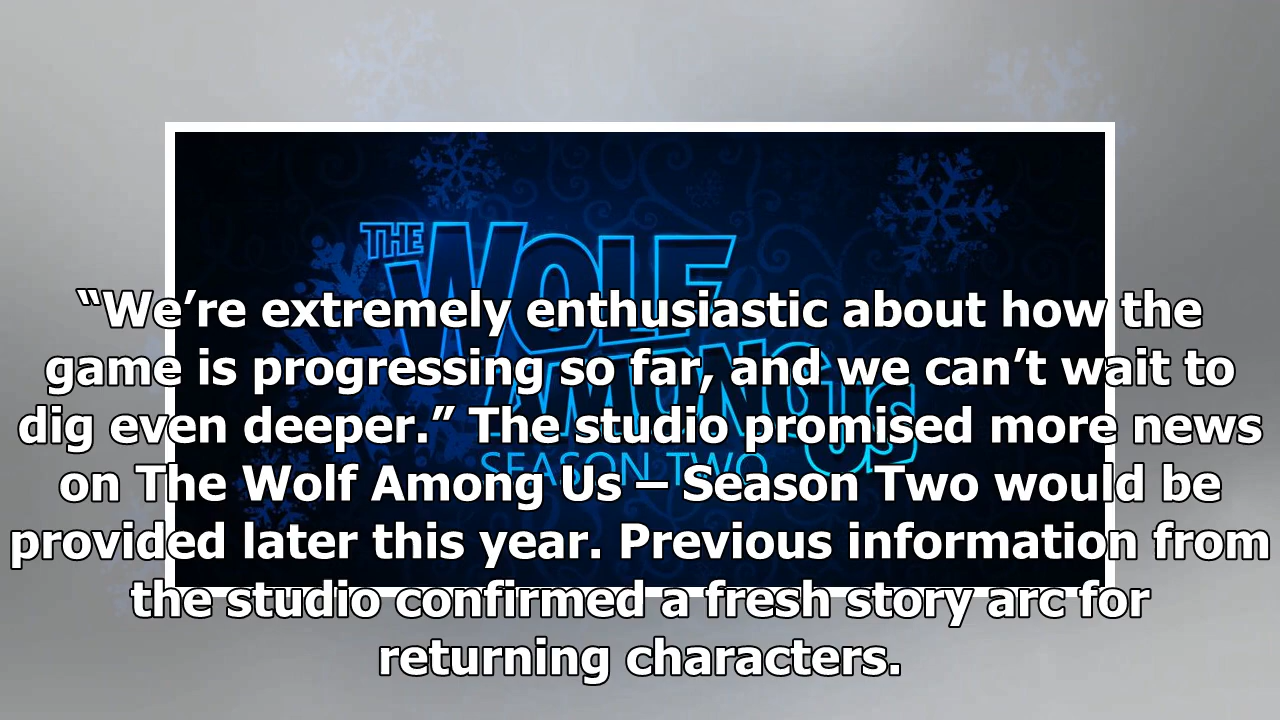 THE
WOLF
AMONG
US
SEASON TWO
“We’re extremely enthusiastic about how the
game is progressing so far, and we can’t wait to
dig even deeper.” The studio promised more news
on The Wolf Among Us – Season Two would be
provided later this year. Previous information from
the studio confirmed a fresh story arc for
returning characters.